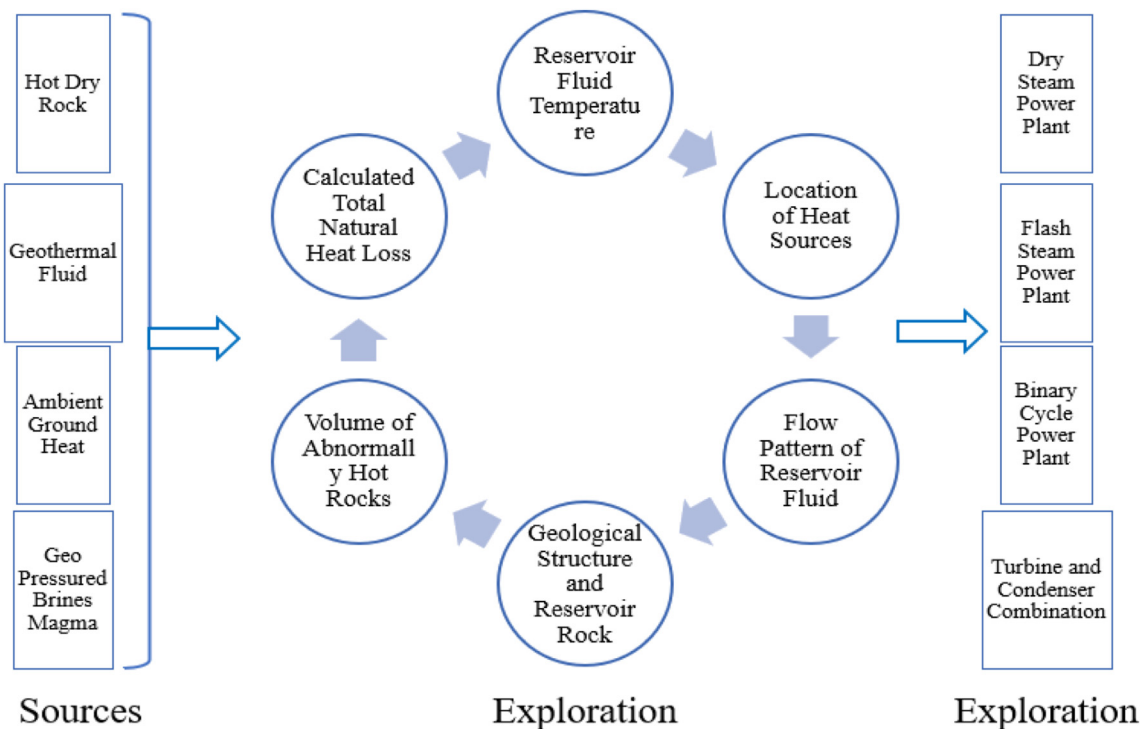 Hot Dry
Rock
Geothermal
Fluid
Ambient
Ground
Heat
Geo
Pressured
Brines
Magma
Sources
Reservoir
Fluid
Temperatu
re
Location
of Heat
Sources
Flow
Pattern of
Reservoir
Fluid
Geological
Structure
and
Reservoir
Rock
Volume of
Abnormall
y Hot
Rocks
Calculated
Total
Natural
Heat Loss
Exploration
Dry
Steam
Power
Plant
Flash
Steam
Power
Plant
Binary
Cycle
Power
Plant
Turbine and
Condenser
Combination
Exploration